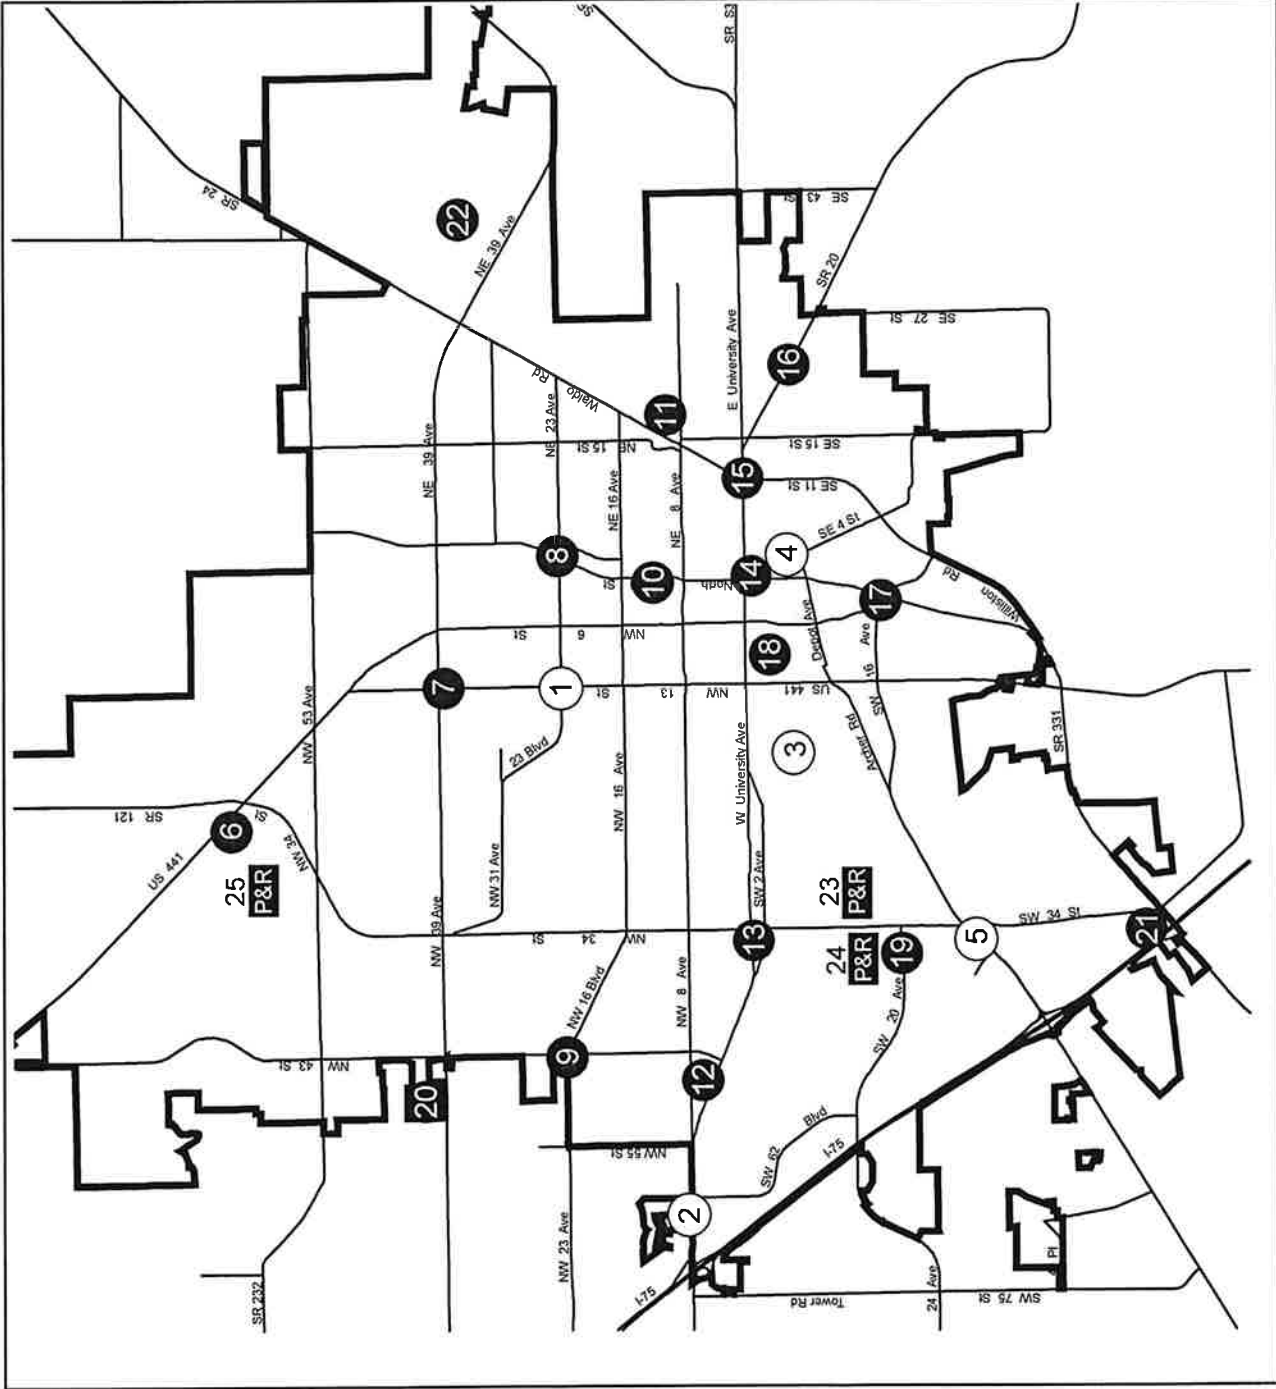 SR S3
SR 24
22
NE 39 Ave
SE 43 St
SR 20
SE 27 St
E University Ave
16
Waldo
Rd
11
NE 23 Ave
NE 39 Ave
NE 15 St
SE 15 St
NE 16 Ave
NE 8 Ave
15
SE 11 St
SE 4 St
8
10
St
North
14
4
17
Williston
Rd
NW 6 St
18
Depot Ave
SW 16 Ave
7
1
NW 13 St
US 441
NW 53 Ave
23 Blvd
NW 16 Ave
W University Ave
3
Archer Rd
SR 331
SR 121
6
St
NW 34
US 441
25
P&R
NW 31 Ave
SW 2 Ave
23
P&R
NW 39 Ave
NW 34 St
13
24
P&R
19
5
SW 34 St
21
NW 16 Blvd
NW 8 Ave
SW 20 Ave
NW 43 St
9
12
20
NW 55 St
SW 62 Blvd
I-75
2
NW 23 Ave
SR 232
I-75
Tower Rd
24 Ave
SW 75 St
Pl